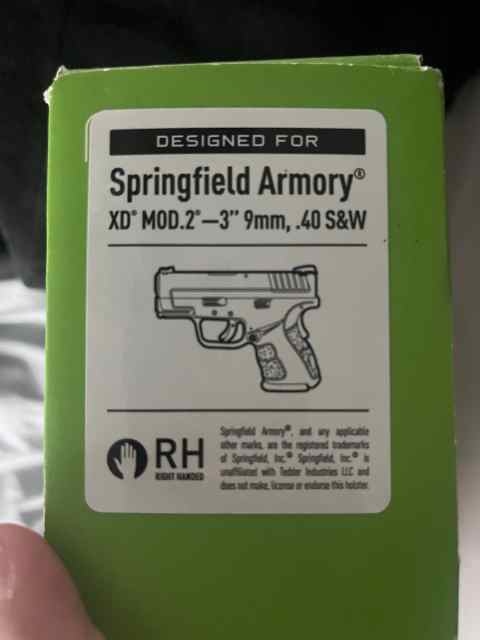 DESIGNED FOR
Springfield Armory®
XD® MOD.2®—3" 9mm, .40 S&W
RH
RIGHT HANDED
Springfield Armory®, and any applicable
other marks, are the registered trademarks
of Springfield, Inc.® Springfield, Inc.® is
unaffiliated with Tedder Industries LLC and
does not make, license or endorse this holster.